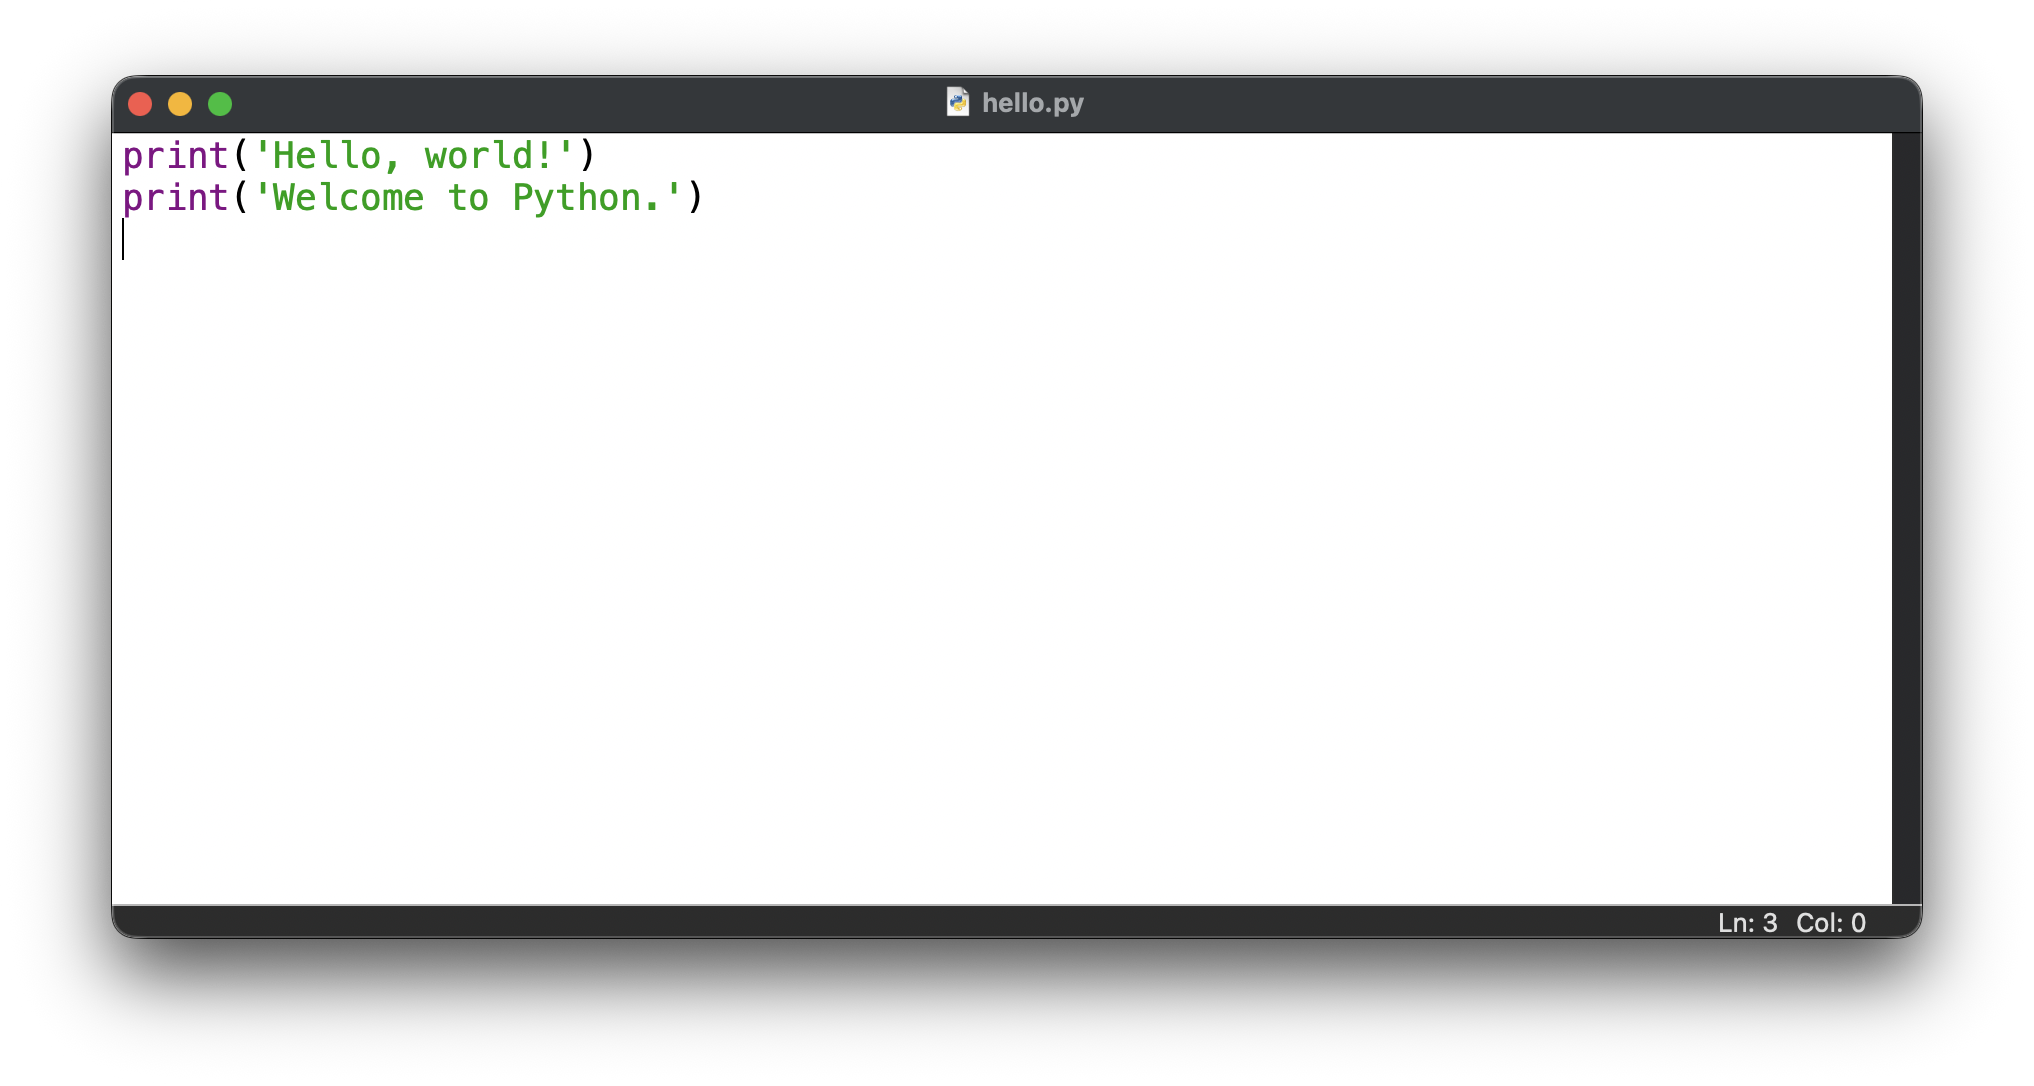 hello.py
print('Hello, world!')
print('Welcome to Python.')
Ln: 3 Col: 0